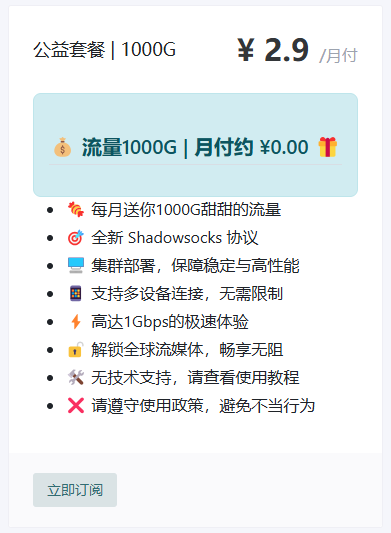 公益套餐 | 1000G
¥ 2.9 /月付
💰 流量1000G | 月付约 ¥0.00 🎁
🍬 每月送你1000G甜甜的流量
🎯 全新 Shadowsocks 协议
🖥️ 集群部署，保障稳定与高性能
📱 支持多设备连接，无需限制
⚡ 高达1Gbps的极速体验
🔓 解锁全球流媒体，畅享无阻
🛠️ 无技术支持，请查看使用教程
❌ 请遵守使用政策，避免不当行为
立即订阅